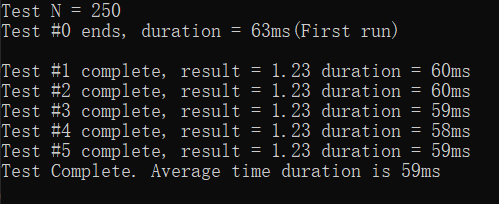 Test N = 250
Test #0 ends, duration = 63ms(First run)
Test #1 complete, result = 1.23 duration = 60ms
Test #2 complete, result = 1.23 duration = 60ms
Test #3 complete, result = 1.23 duration = 59ms
Test #4 complete, result = 1.23 duration = 58ms
Test #5 complete, result = 1.23 duration = 59ms
Test Complete. Average time duration is 59ms